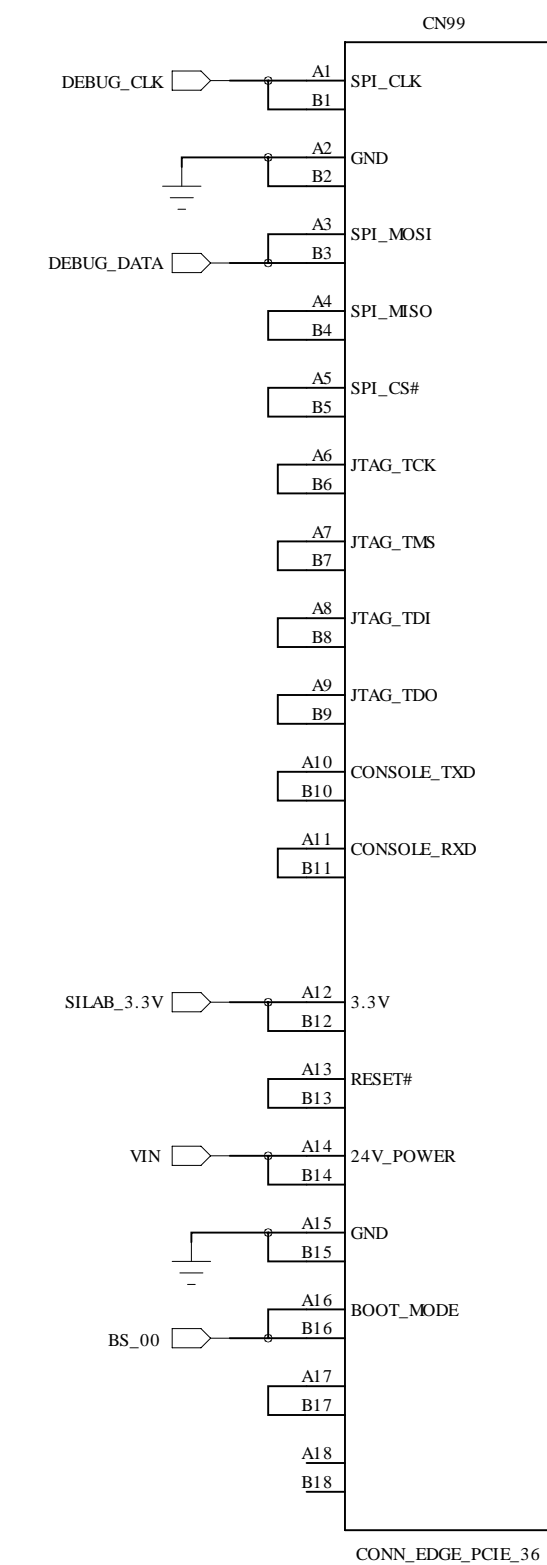 CN99
A1
DEBUG_CLK SPI_CLK
B1
A2
GND
B2
A3
SPI_MOSI
B3
DEBUG_DATA
A4
SPI_MISO
B4
A5
SPI_CS#
B5
A6
JTAG_TCK
B6
A7
JTAG_TMS
B7
A8
JTAG_TDI
B8
A9
JTAG_TDO
B9
A10
CONSOLE_TXD
B10
A11
CONSOLE_RXD
B11
A12
SILAB_3.3V 3.3V
B12
A13
RESET#
B13
A14
VIN 24V_POWER
B14
A15
GND
B15
A16
BOOT_MODE
B16
BS_00
A17
B17
A18
B18
CONN_EDGE_PCIE_36